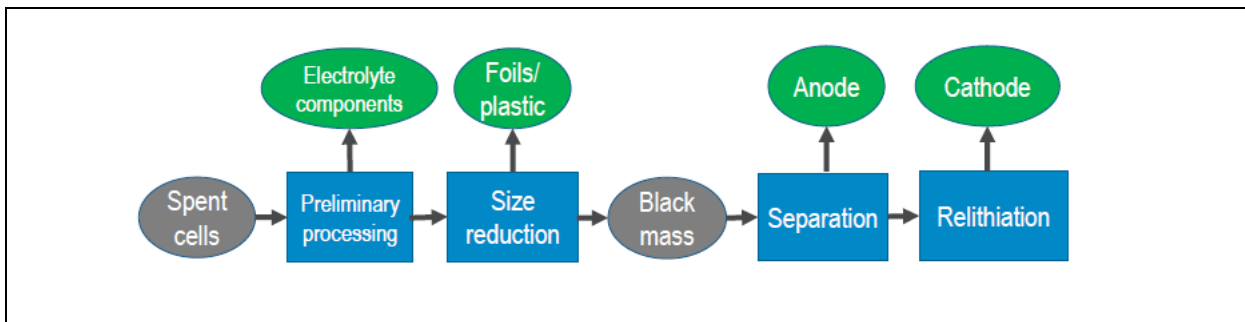 Electrolyte
components
Foils/
plastic
Anode
Cathode
Spent
cells
Preliminary
processing
Size
reduction
Black
mass
Separation
Relithiation